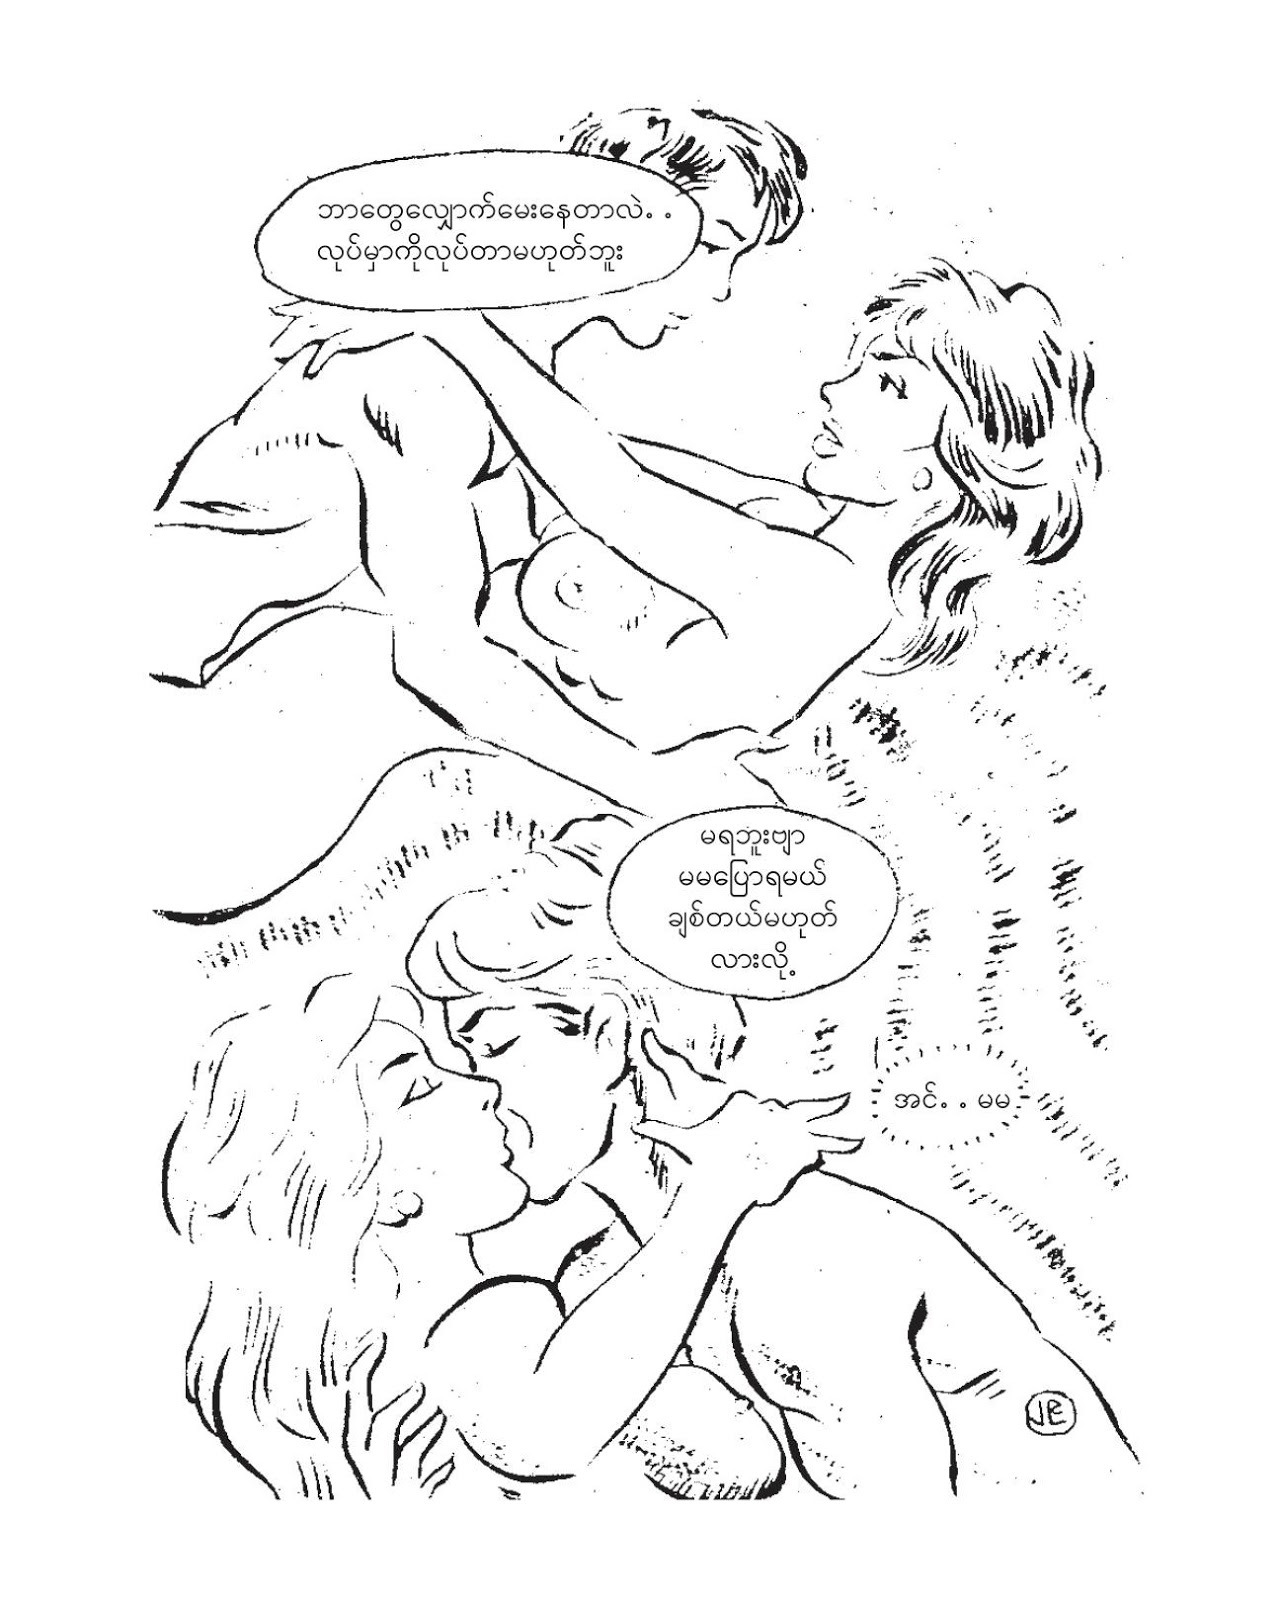 ဘာတွေလျှောက်မေးနေတာလဲ. .
လုပ်မှာကိုလုပ်တာမဟုတ်ဘူး
မရဘူးဗျာ
မမပြောရမယ်
ချစ်တယ်မဟုတ်
လားလို့
အင်. . မမ